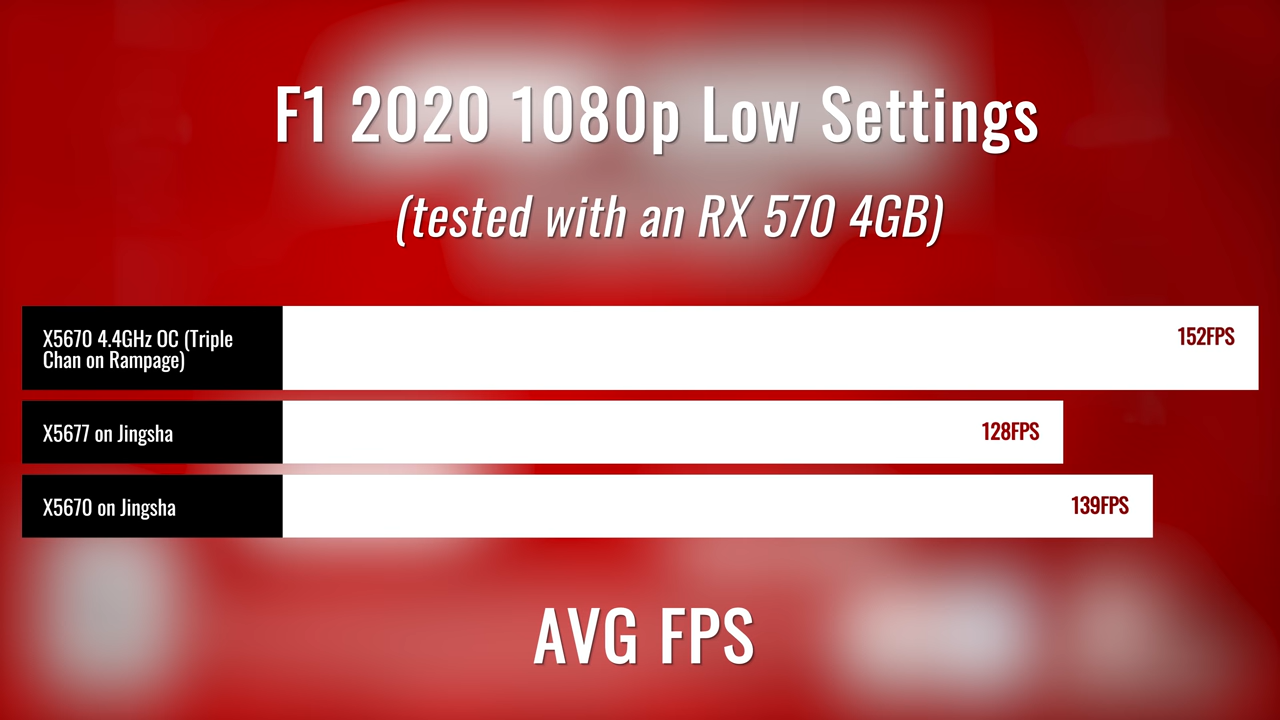 F1 2020 1080p Low Settings
(tested with an RX 570 4GB)
X5670 4.4GHz OC (Triple
Chan on Rampage)
152FPS
X5677 on Jingsha
128FPS
X5670 on Jingsha
139FPS
AVG FPS